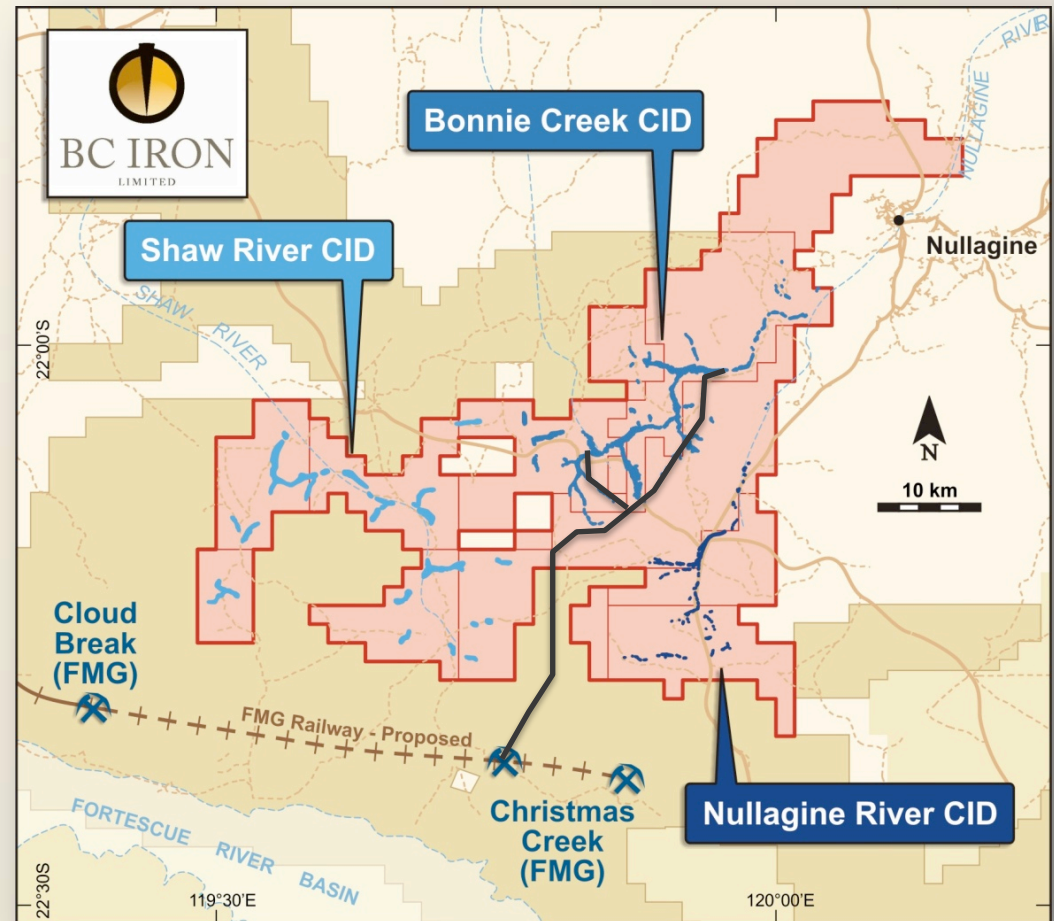 BC IRON
LIMITED
Bonnie Creek CID
RIVER
NULLAGINE
Shaw River CID
Nullagine
SHAW RIVER
22°00'S
N
10 km
Cloud
Break
(FMG)
FMG Railway - Proposed
Christmas
Creek
(FMG)
Nullagine River CID
FORTESCUE RIVER BASIN
22°30S
119°30'E
120°00'E